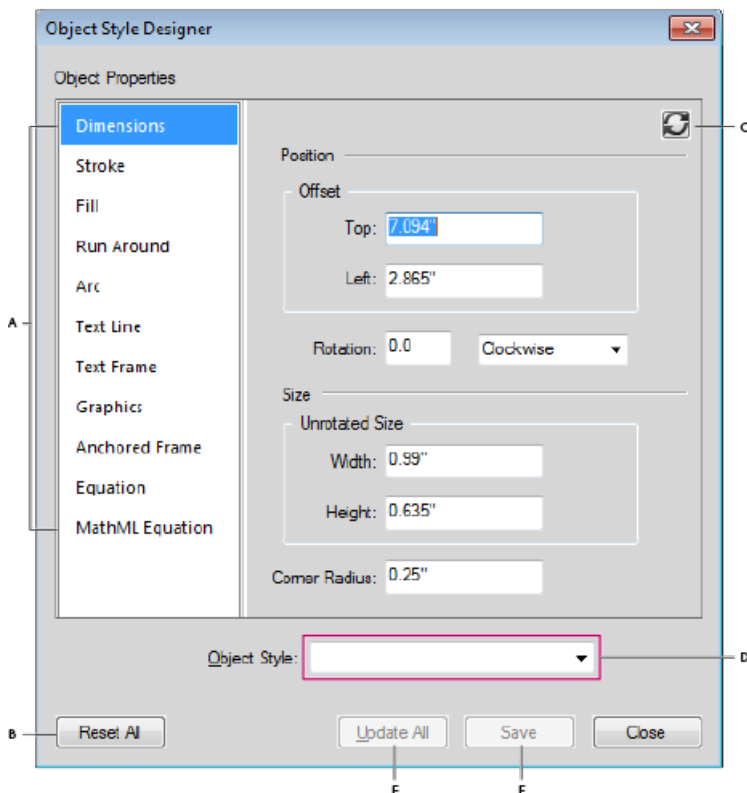 Object Style Designer
Object Properties
Dimensions
Stroke
Fill
Run Around
Arc
Text Line
Text Frame
Graphics
Anchored Frame
Equation
MathML Equation
A
C
Position
Offset
Top: 7.094"
Left: 2.865"
Rotation: 0.0 Clockwise
Size
Unrotated Size
Width: 0.99"
Height: 0.635"
Corner Radius: 0.25"
Object Style:
D
B
Reset All
Update All
Save
Close